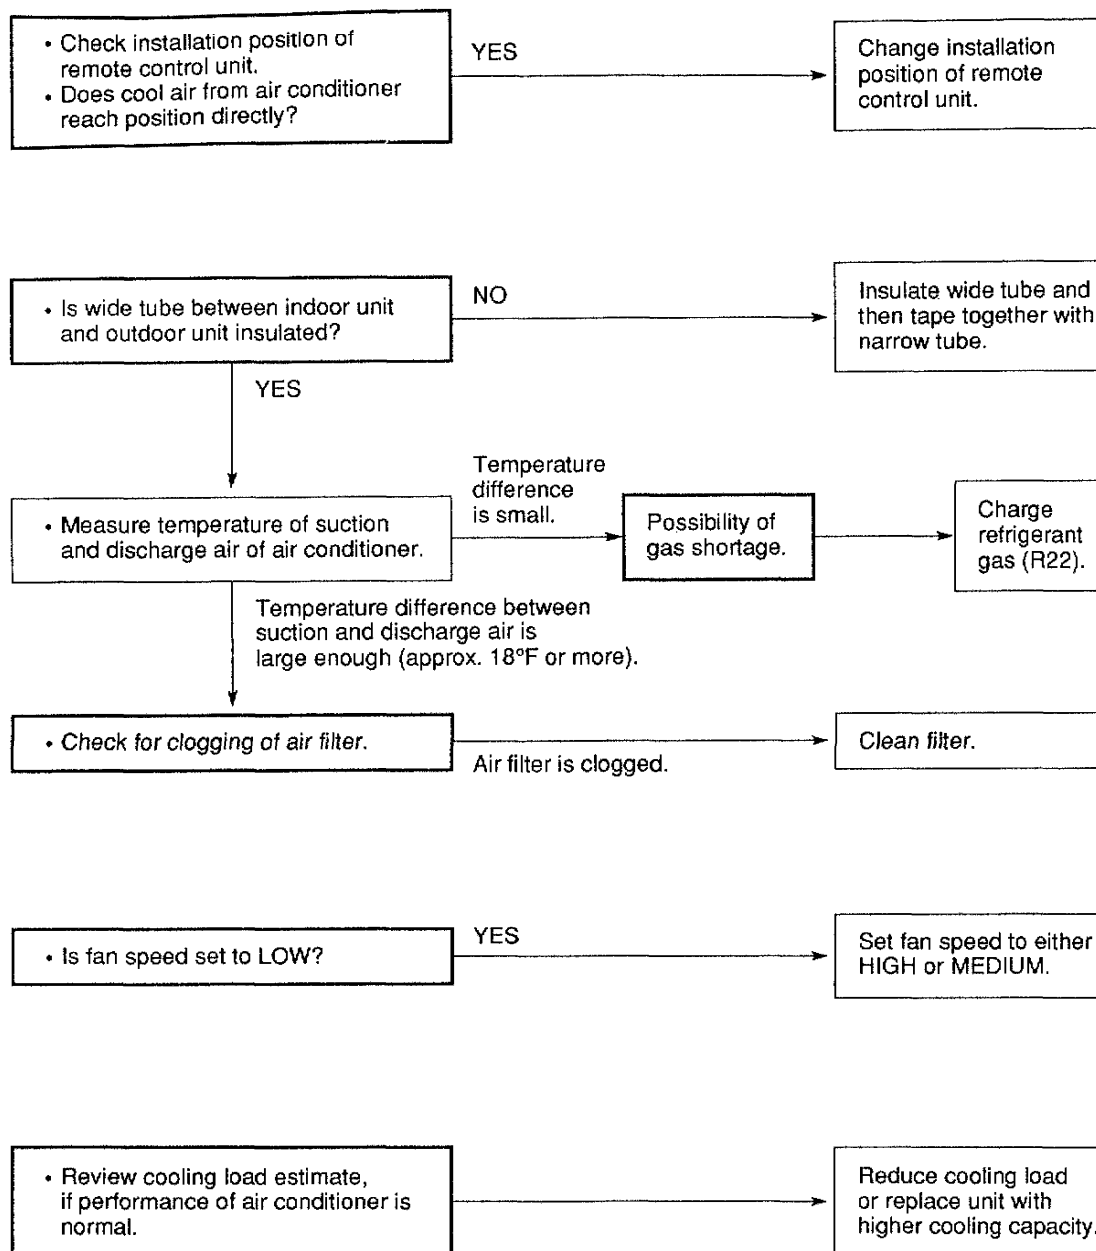 • Check installation position of
remote control unit.
• Does cool air from air conditioner
reach position directly?
YES
Change installation
position of remote
control unit.
• Is wide tube between indoor unit
and outdoor unit insulated?
NO
Insulate wide tube and
then tape together with
narrow tube.
YES
• Measure temperature of suction
and discharge air of air conditioner.
Temperature
difference
is small.
Possibility of
gas shortage.
Charge
refrigerant
gas (R22).
Temperature difference between
suction and discharge air is
large enough (approx. 18°F or more).
• Check for clogging of air filter.
Air filter is clogged.
Clean filter.
• Is fan speed set to LOW?
YES
Set fan speed to either
HIGH or MEDIUM.
• Review cooling load estimate,
if performance of air conditioner is
normal.
Reduce cooling load
or replace unit with
higher cooling capacity.